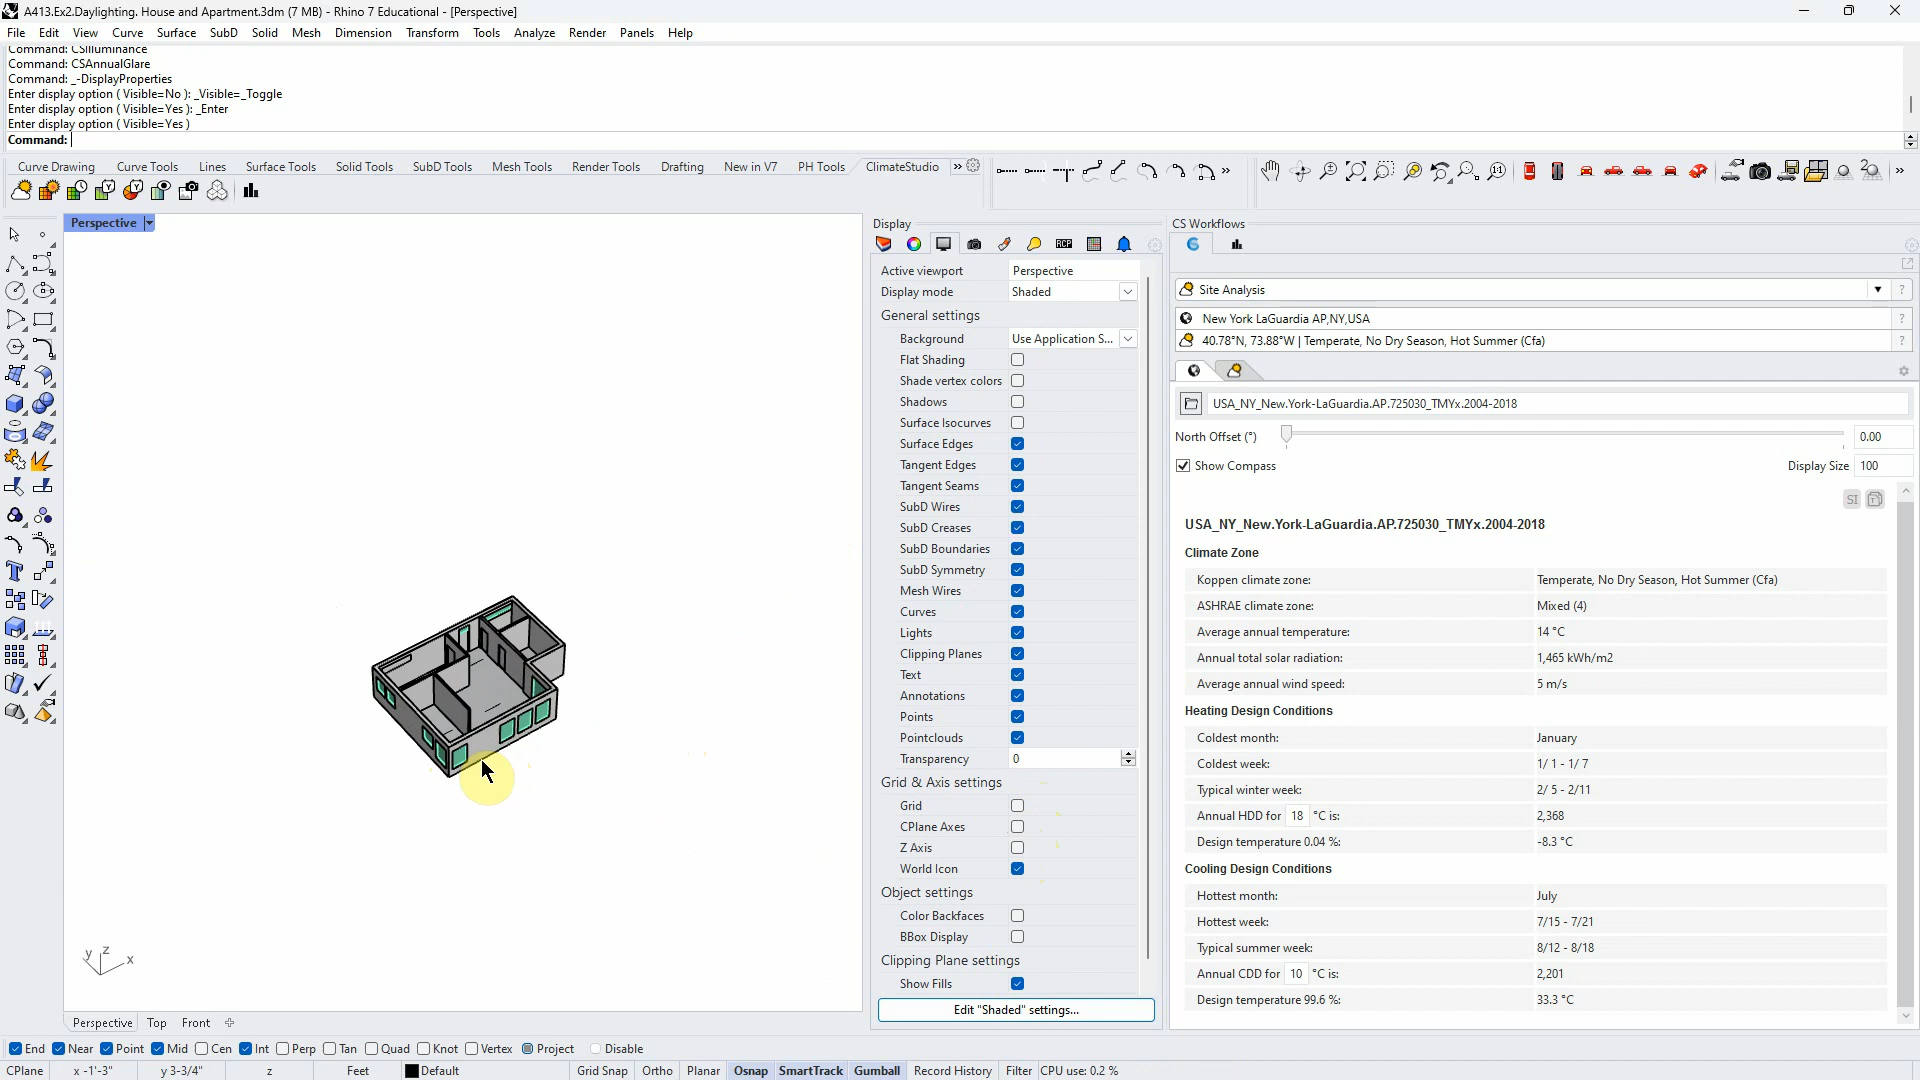 A413.Ex2.Daylighting. House and Apartment.3dm (7 MB) - Rhino 7 Educational - [Perspective]
File Edit View Curve Surface SubD Solid Mesh Dimension Transform Tools Analyze Render Panels Help
Command: CSIlluminance
Command: CSAnnualGlare
Command: _-DisplayProperties
Enter display option ( Visible=No ): _Visible=_Toggle
Enter display option ( Visible=Yes ): _Enter
Enter display option ( Visible=Yes )
Command:
Curve Drawing Curve Tools Lines Surface Tools Solid Tools SubD Tools Mesh Tools Render Tools Drafting New in V7 PH Tools ClimateStudio »
Perspective
Display
Active viewport Perspective
Display mode Shaded
General settings
Background Use Application S...
Flat Shading
Shade vertex colors
Shadows
Surface Isocurves
Surface Edges
Tangent Edges
Tangent Seams
SubD Wires
SubD Creases
SubD Boundaries
SubD Symmetry
Mesh Wires
Curves
Lights
Clipping Planes
Text
Annotations
Points
Pointclouds
Transparency 0
Grid & Axis settings
Grid
CPlane Axes
Z Axis
World Icon
Object settings
Color Backfaces
BBox Display
Clipping Plane settings
Show Fills
Edit "Shaded" settings...
CS Workflows
Site Analysis ?
New York LaGuardia AP,NY,USA ?
40.78°N, 73.88°W | Temperate, No Dry Season, Hot Summer (Cfa) ?
USA_NY_New.York-LaGuardia.AP.725030_TMYx.2004-2018
North Offset (°) 0.00
Show Compass Display Size 100
SI
USA_NY_New.York-LaGuardia.AP.725030_TMYx.2004-2018
Climate Zone
Koppen climate zone: Temperate, No Dry Season, Hot Summer (Cfa)
ASHRAE climate zone: Mixed (4)
Average annual temperature: 14 °C
Annual total solar radiation: 1,465 kWh/m2
Average annual wind speed: 5 m/s
Heating Design Conditions
Coldest month: January
Coldest week: 1/ 1 - 1/ 7
Typical winter week: 2/ 5 - 2/11
Annual HDD for 18 °C is: 2,368
Design temperature 0.04 %: -8.3 °C
Cooling Design Conditions
Hottest month: July
Hottest week: 7/15 - 7/21
Typical summer week: 8/12 - 8/18
Annual CDD for 10 °C is: 2,201
Design temperature 99.6 %: 33.3 °C
y z x
Perspective Top Front
End Near Point Mid Cen Int Perp Tan Quad Knot Vertex Project Disable
CPlane x -1'-3" y 3-3/4" z Feet Default Grid Snap Ortho Planar Osnap SmartTrack Gumball Record History Filter CPU use: 0.2 %